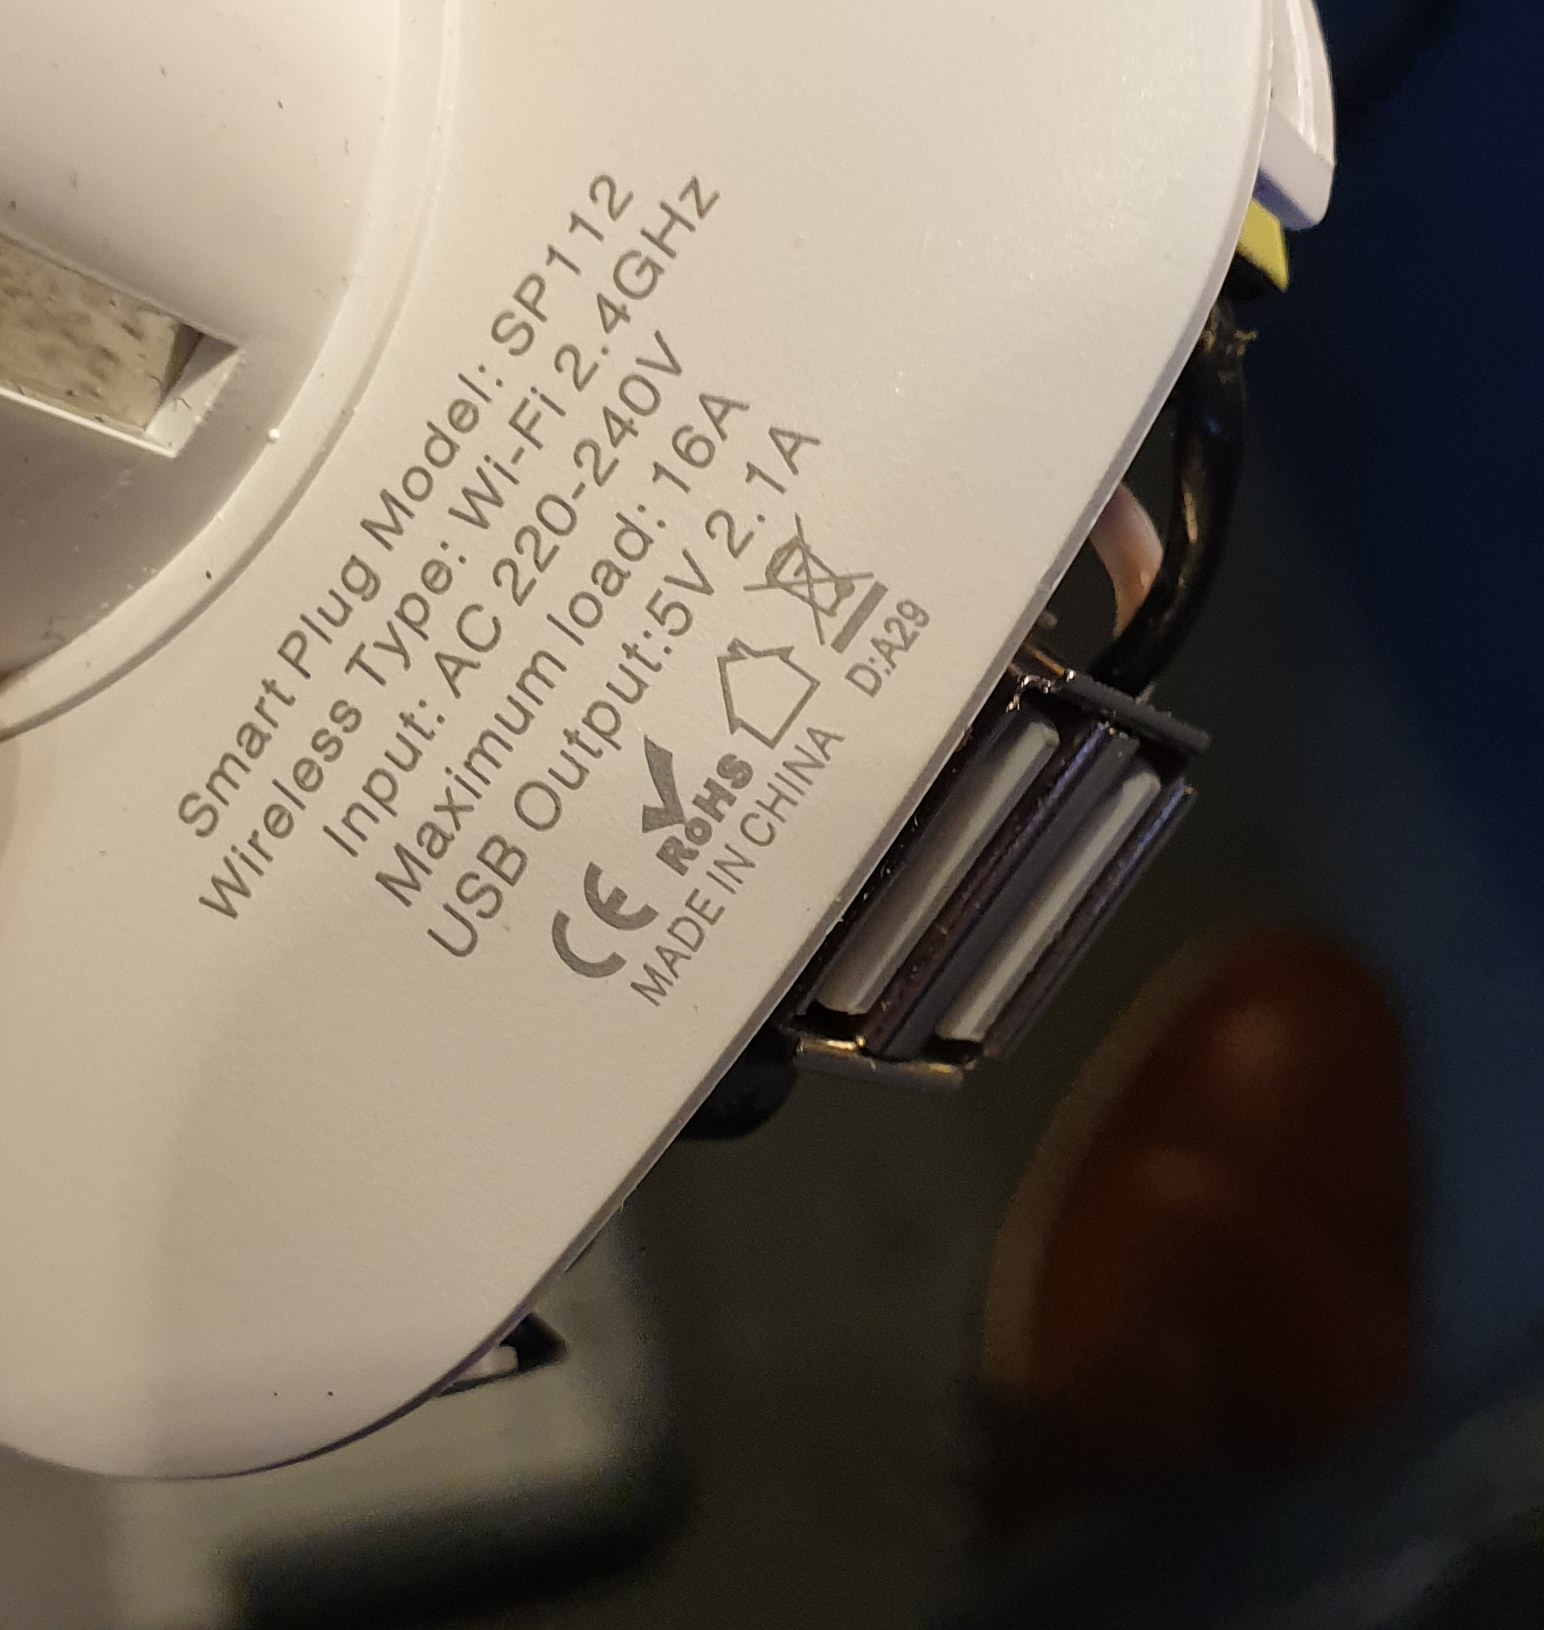 Smart Plug Model: SP112
Wireless Type: Wi-Fi 2.4GHz
Input: AC 220-240V
Maximum load: 16A
USB Output:5V 2.1A
CE RoHS
MADE IN CHINA
D:A29